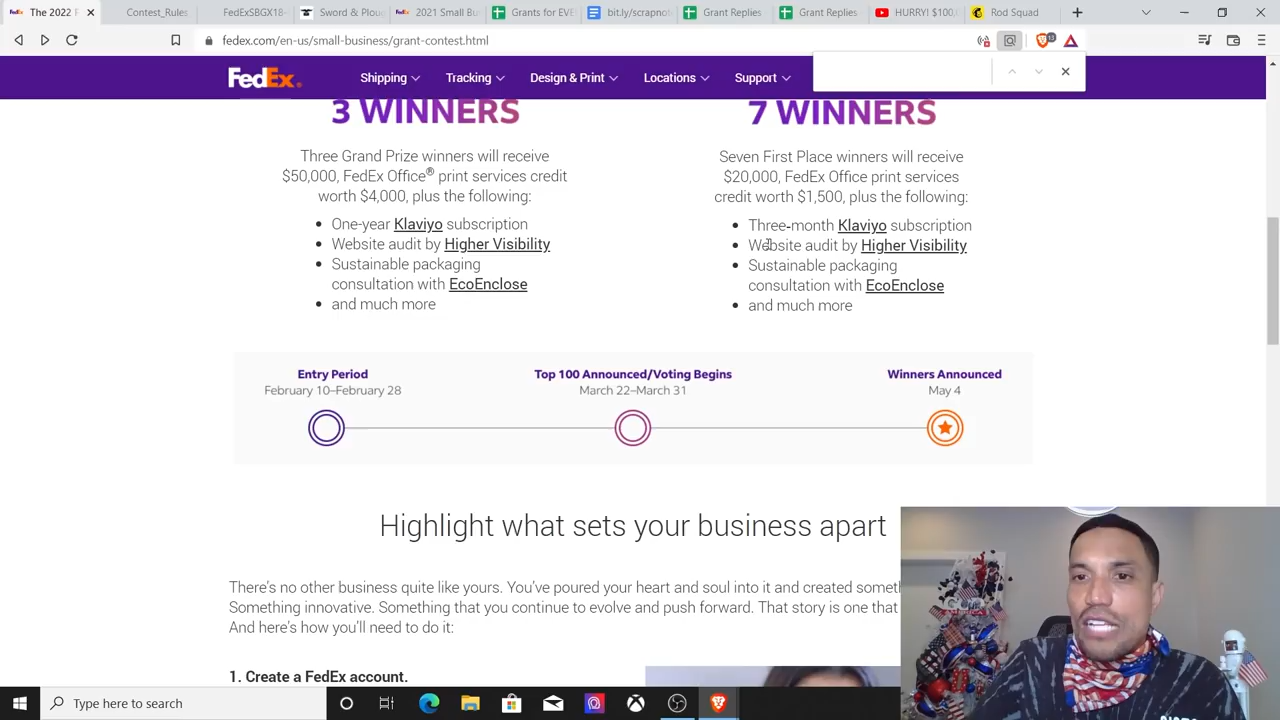 The 2022 F
Contest_Rules
FedExSBGX18-
Sword & Plou
2021 Small Bu
Grants for EVE
bit.ly/scrapnot
Grant Replies
Grant Replies
HURRY! $100,
Rod Squad
fedex.com/en-us/small-business/grant-contest.html
13
FedEx®
Shipping
Tracking
Design & Print
Locations
Support
3 WINNERS
Three Grand Prize winners will receive
$50,000, FedEx Office® print services credit
worth $4,000, plus the following:
One-year Klaviyo subscription
Website audit by Higher Visibility
Sustainable packaging
consultation with EcoEnclose
and much more
7 WINNERS
Seven First Place winners will receive
$20,000, FedEx Office print services
credit worth $1,500, plus the following:
Three-month Klaviyo subscription
Website audit by Higher Visibility
Sustainable packaging
consultation with EcoEnclose
and much more
Entry Period
February 10–February 28
Top 100 Announced/Voting Begins
March 22–March 31
Winners Announced
May 4
Highlight what sets your business apart
There's no other business quite like yours. You've poured your heart and soul into it and created
Something innovative. Something that you continue to evolve and push forward. That story is one that
And here's how you'll need to do it:
1. Create a FedEx account.
Type here to search